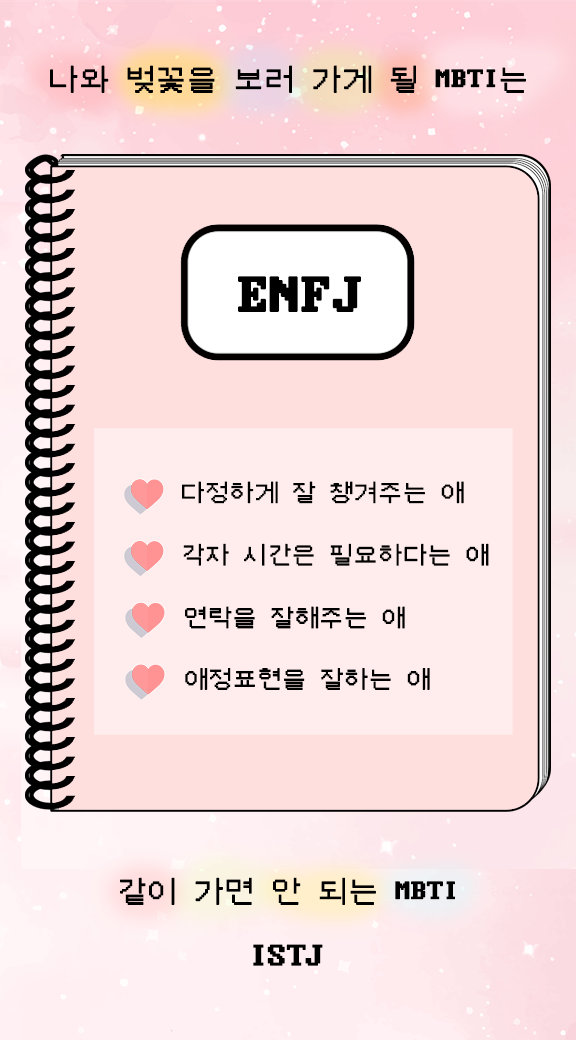 나와 벚꽃을 보러 가게 될 MBTI는
ENFJ
다정하게 잘 챙겨주는 애
각자 시간은 필요하다는 애
연락을 잘해주는 애
애정표현을 잘하는 애
같이 가면 안 되는 MBTI
ISTJ